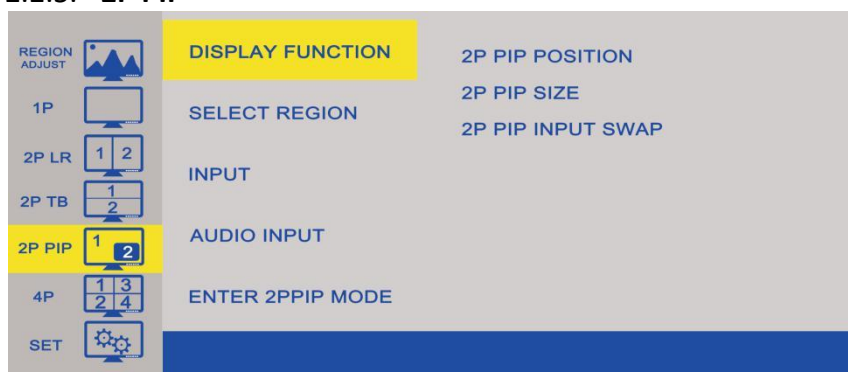 REGION
ADJUST
1P
2P LR
1 2
2P TB
1
2
2P PIP
1
2
4P
1 3
2 4
SET
DISPLAY FUNCTION
SELECT REGION
INPUT
AUDIO INPUT
ENTER 2PPIP MODE
2P PIP POSITION
2P PIP SIZE
2P PIP INPUT SWAP